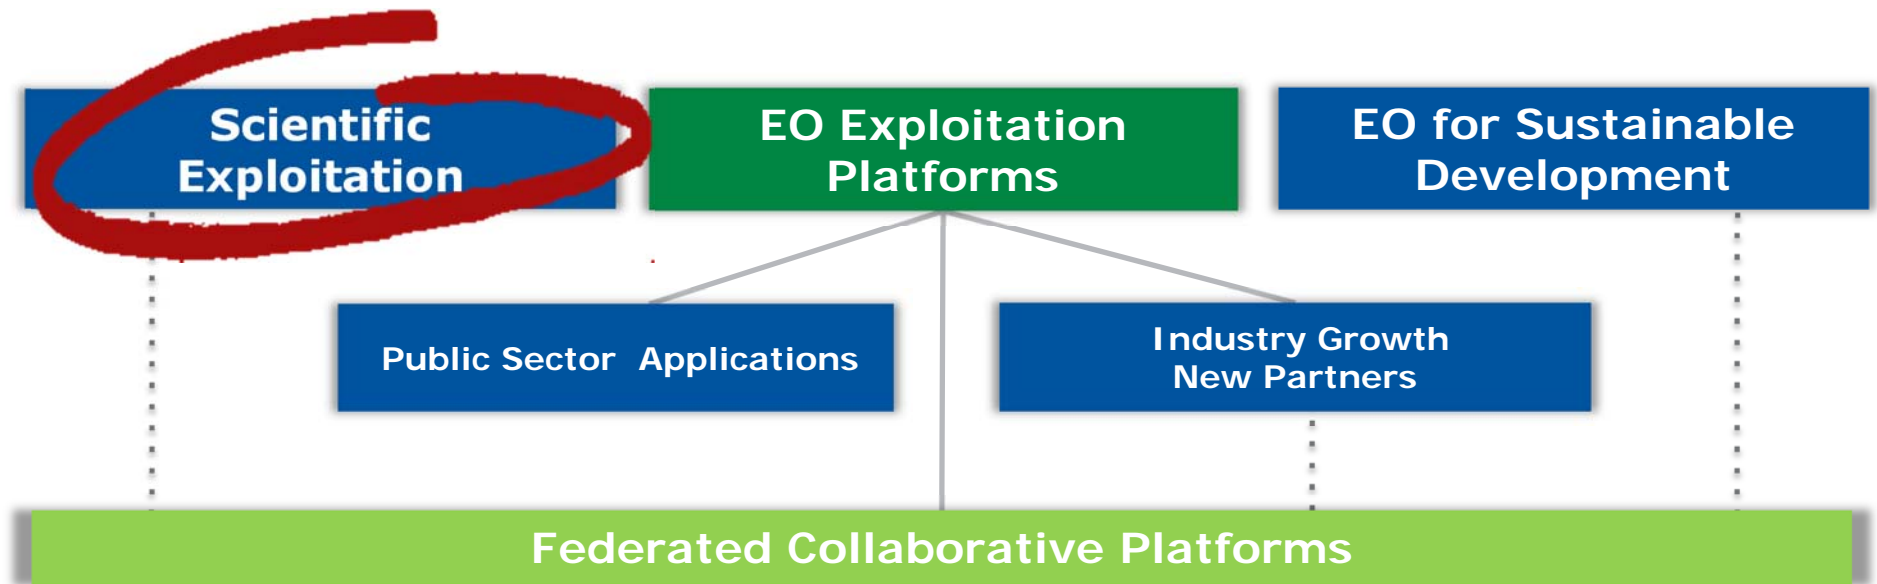 Scientific
Exploitation
EO Exploitation
Platforms
EO for Sustainable
Development
Public Sector Applications
Industry Growth
New Partners
Federated Collaborative Platforms